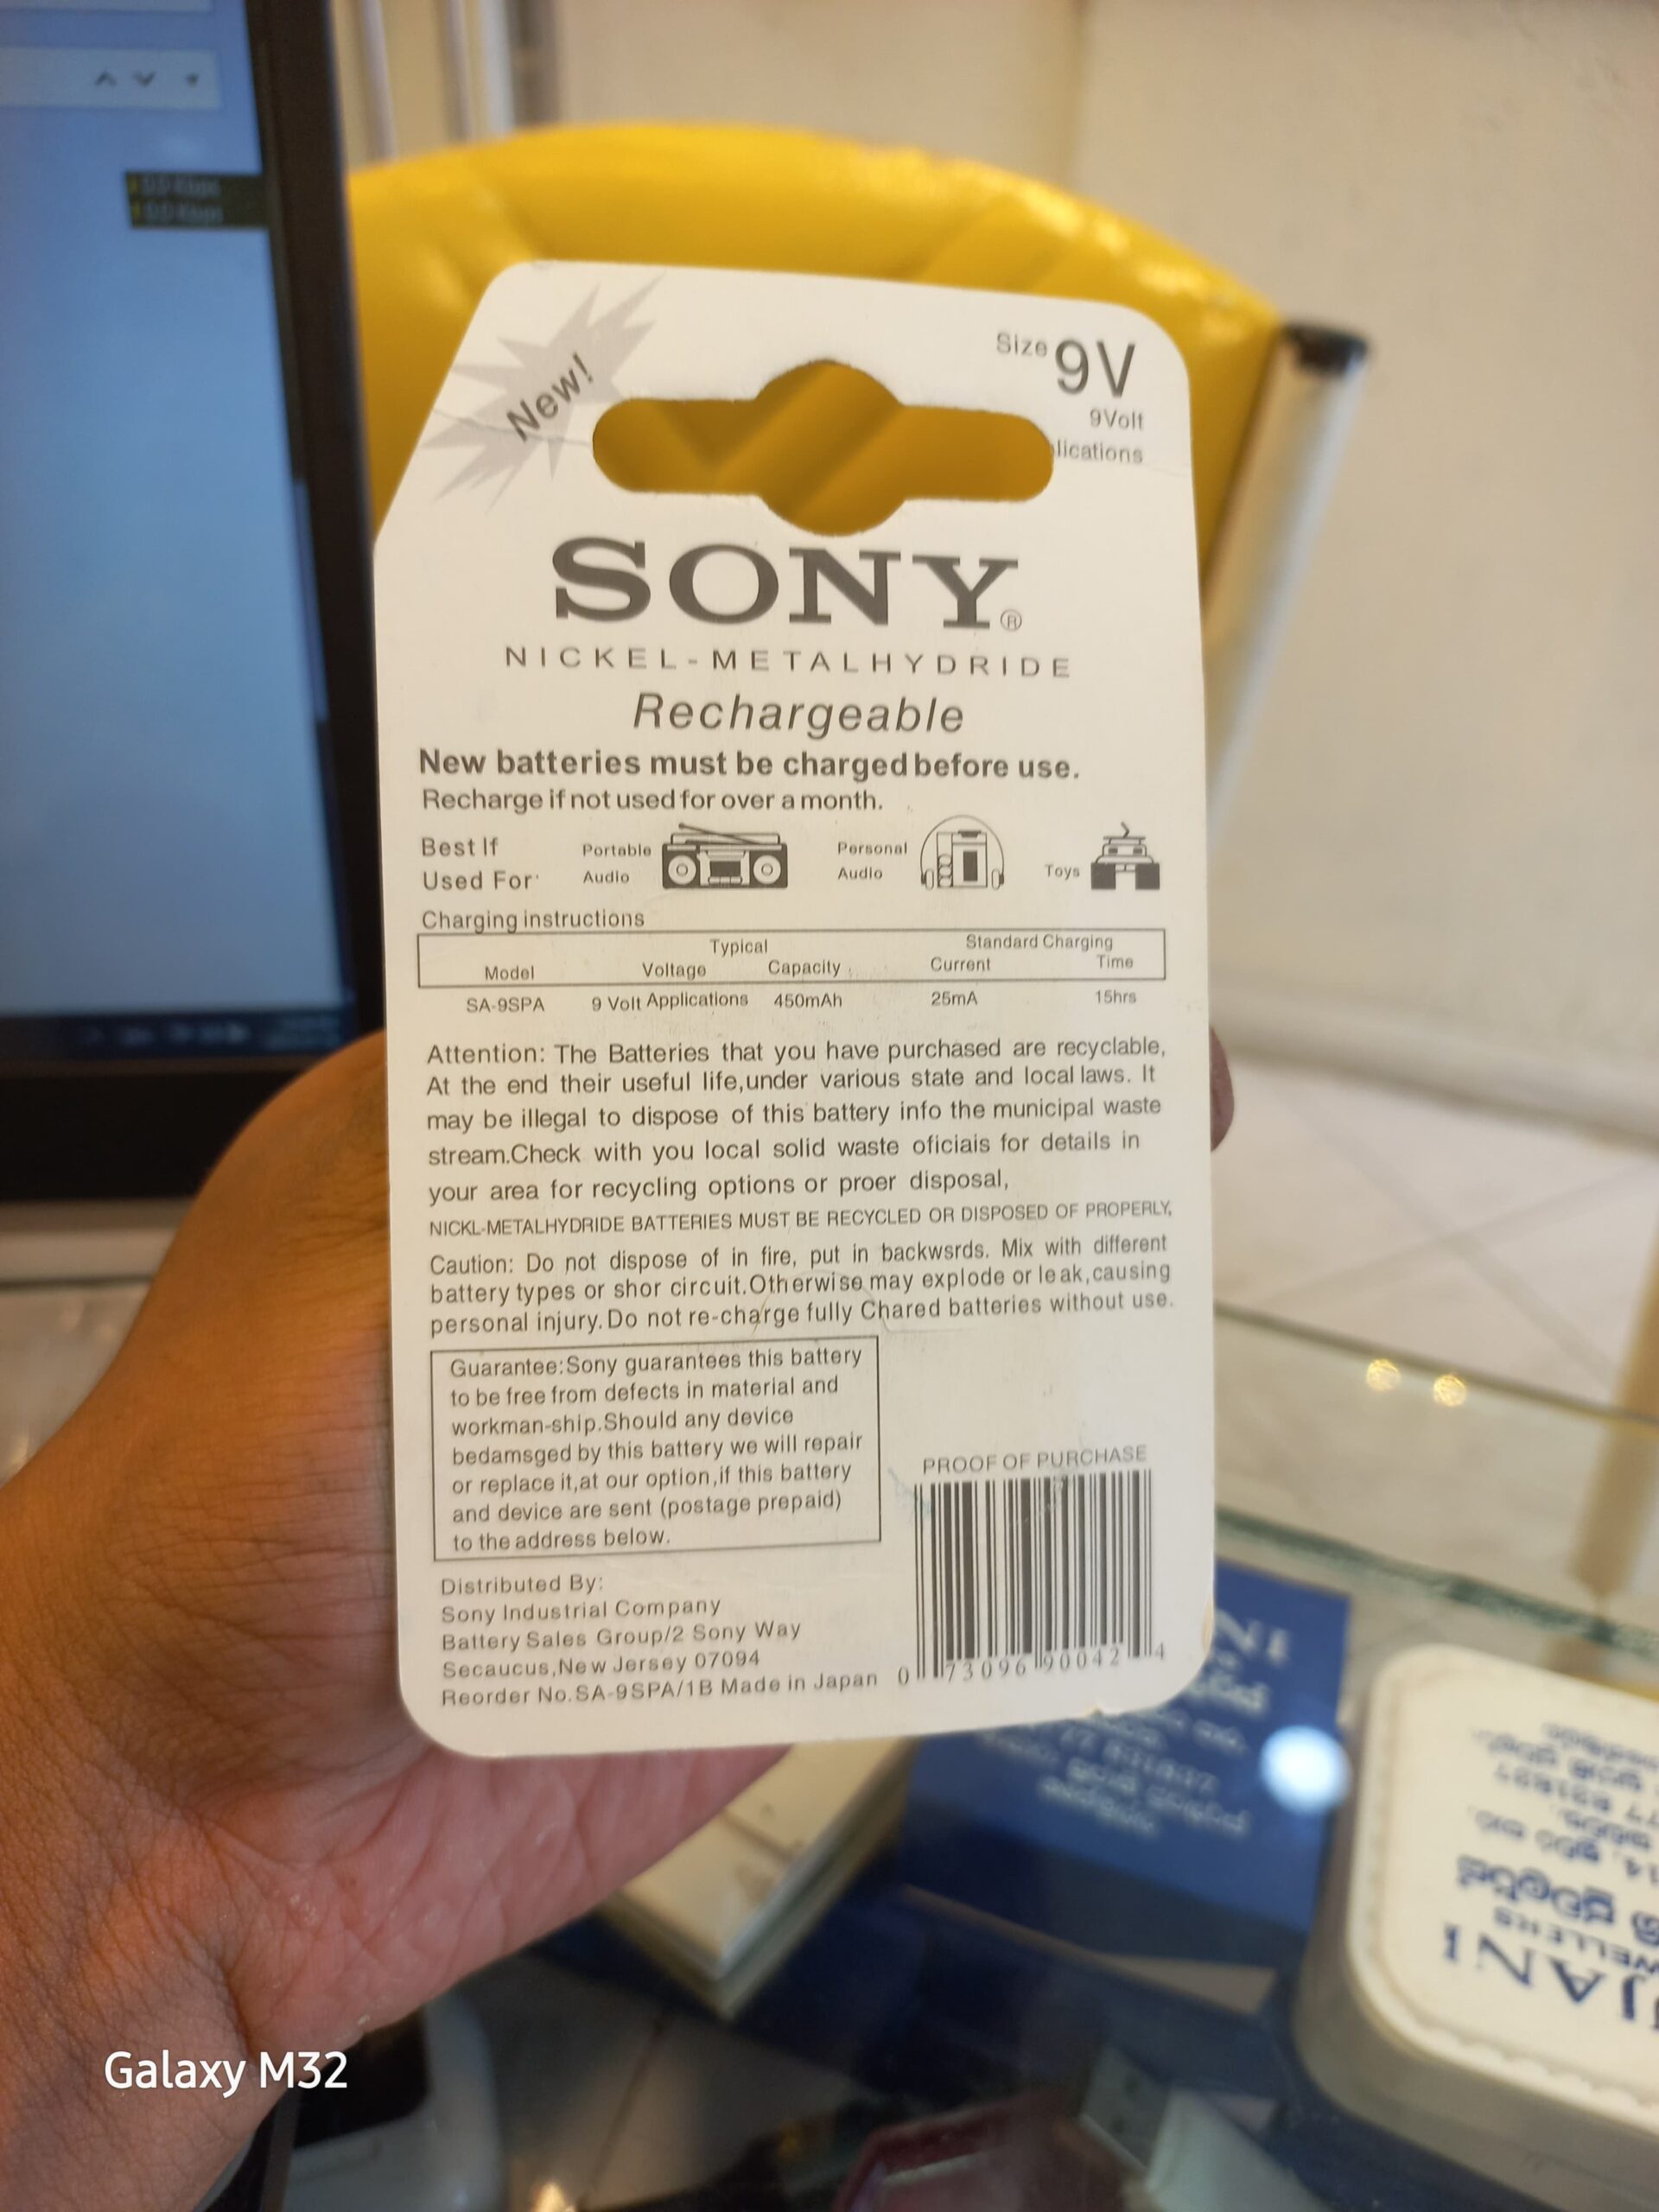 New!
Size 9V
9Volt
lications
SONY®
NICKEL-METALHYDRIDE
Rechargeable
New batteries must be charged before use.
Recharge if not used for over a month.
Best If
Used For
Portable
Audio
Personal
Audio
Toys
Charging instructions
Typical Standard Charging
Model Voltage Capacity Current Time
SA-9SPA 9 Volt Applications 450mAh 25mA 15hrs
Attention: The Batteries that you have purchased are recyclable,
At the end their useful life,under various state and local laws. It
may be illegal to dispose of this battery info the municipal waste
stream.Check with you local solid waste oficiais for details in
your area for recycling options or proer disposal,
NICKL-METALHYDRIDE BATTERIES MUST BE RECYCLED OR DISPOSED OF PROPERLY,
Caution: Do not dispose of in fire, put in backwsrds. Mix with different
battery types or shor circuit.Otherwise may explode or leak,causing
personal injury. Do not re-charge fully Chared batteries without use.
Guarantee:Sony guarantees this battery
to be free from defects in material and
workman-ship.Should any device
bedamsged by this battery we will repair
or replace it,at our option,if this battery
and device are sent (postage prepaid)
to the address below.
PROOF OF PURCHASE
0 73096 90042 4
Distributed By:
Sony Industrial Company
Battery Sales Group/2 Sony Way
Secaucus,New Jersey 07094
Reorder No.SA-9SPA/1B Made in Japan
Galaxy M32